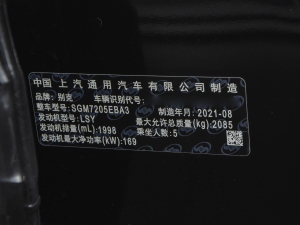 中国上汽通用汽车有限公司制造
品牌:别克 车辆识别代号:
整车型号:SGM7205EBA3 制造年月:2021-08
发动机型号:LSY 最大允许总质量(kg):2085
发动机排量(mL):1998 乘坐人数:5
发动机最大净功率(kW):169